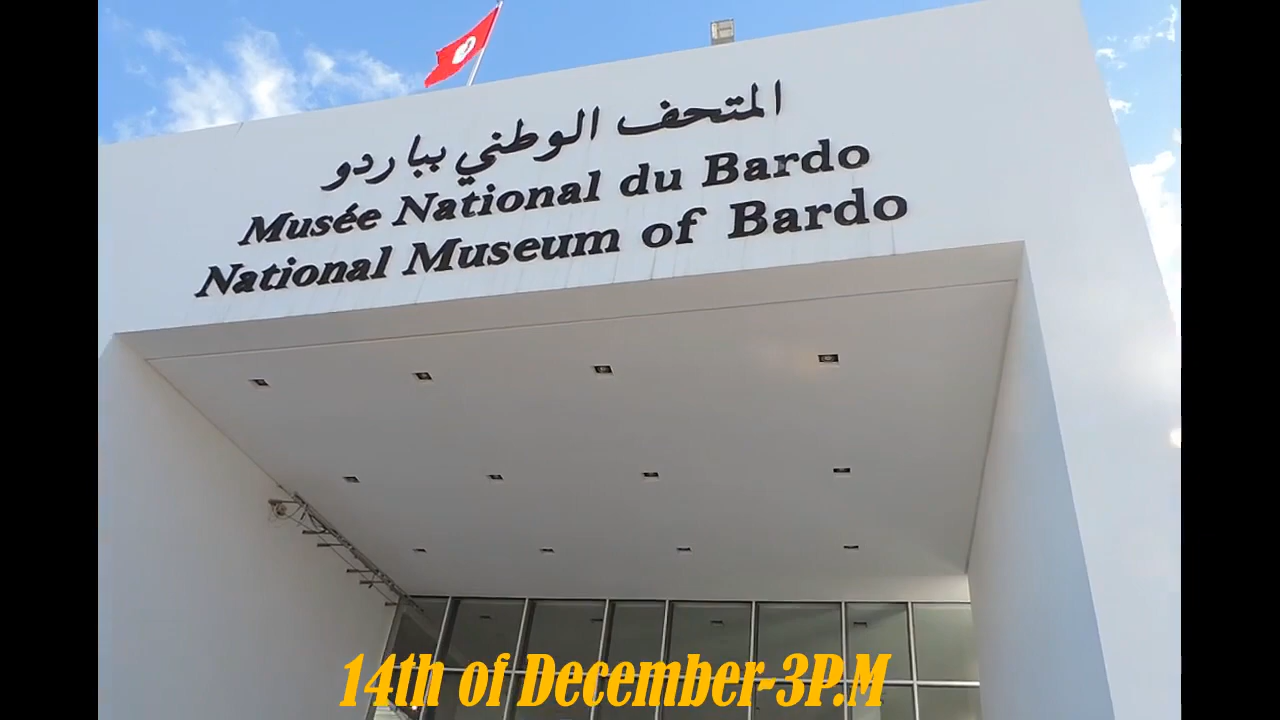 المتحف الوطني بباردو
Musée National du Bardo
National Museum of Bardo
14th of December-3P.M